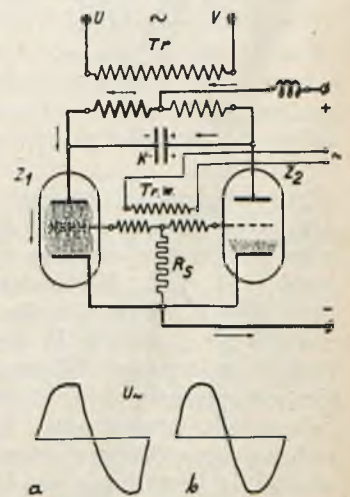 U ~ V
Tr
+
- +
K - +
Z1 Z2
~
Tr.w.
RS
-
U~
a b